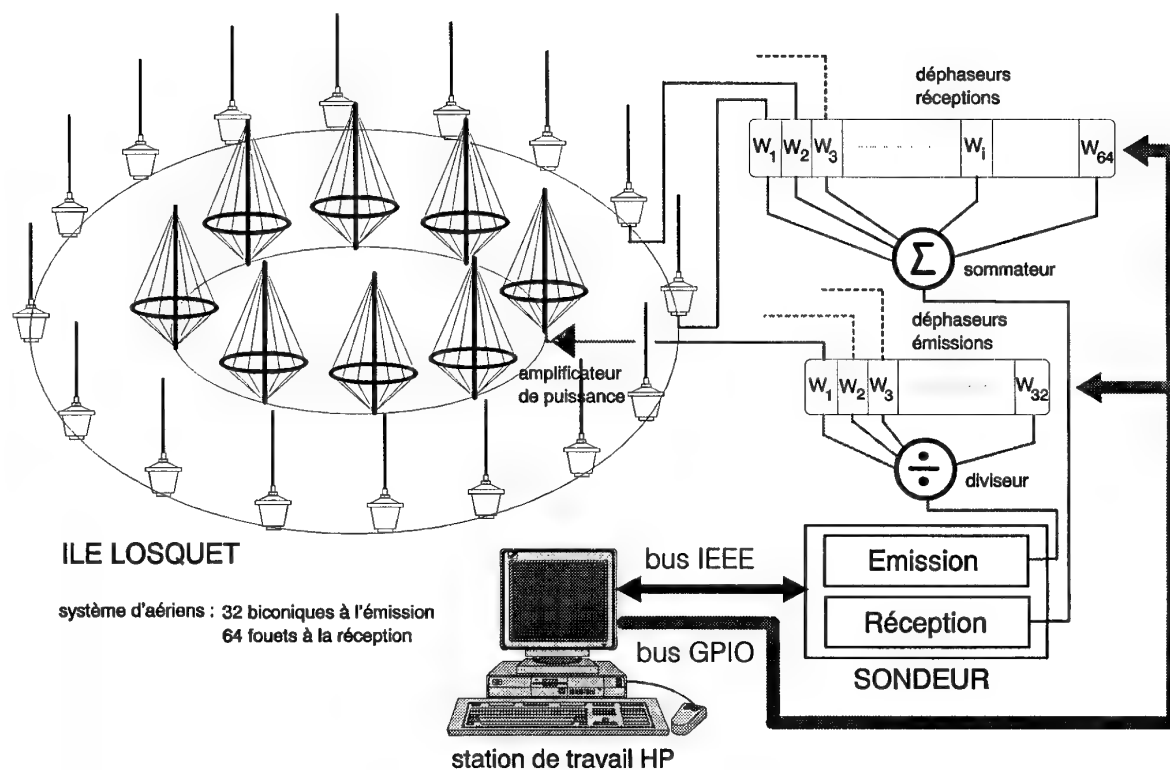 déphaseurs
réceptions
W1 W2 W3 Wi W64
Σ
sommateur
déphaseurs
émissions
amplificateur
de puissance
W1 W2 W3 W32
÷
diviseur
ILE LOSQUET
système d'aériens : 32 biconiques à l'émission
64 fouets à la réception
bus IEEE
bus GPIO
Emission
Réception
SONDEUR
station de travail HP